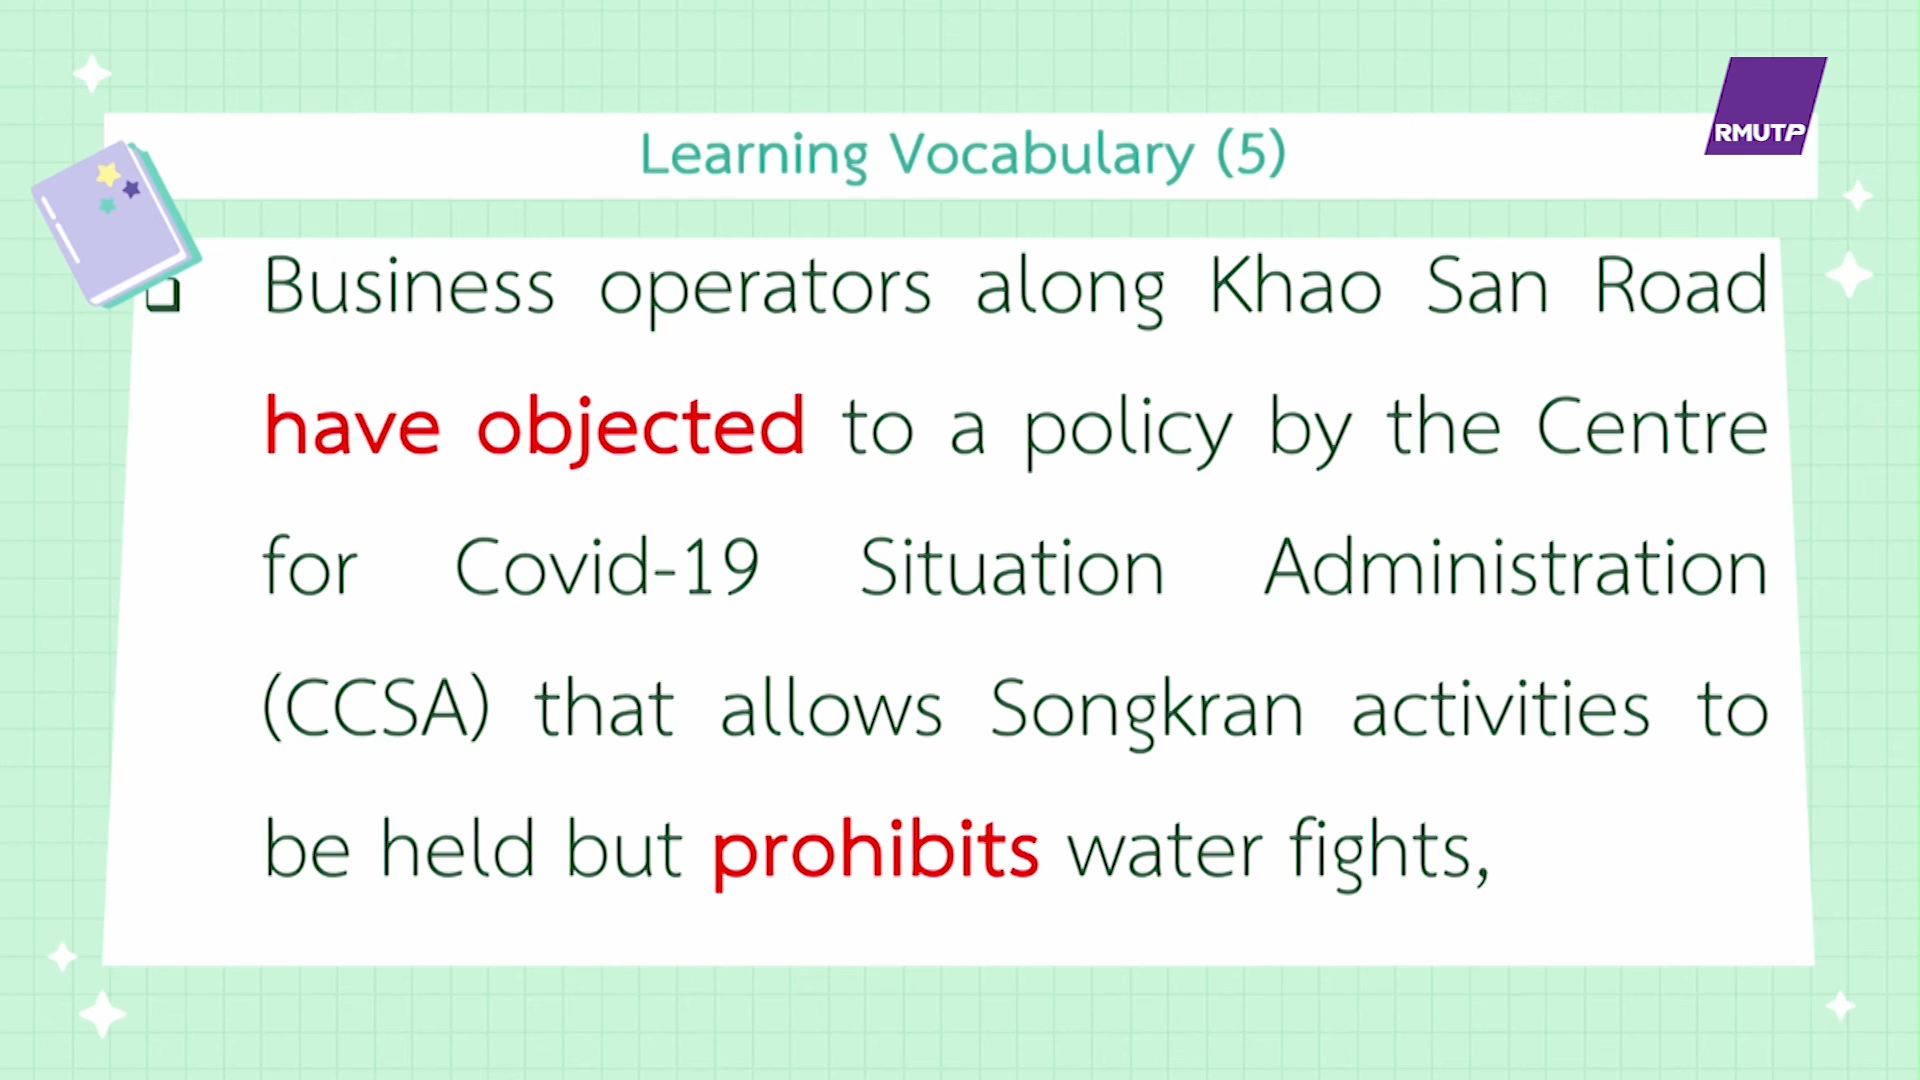 RMUTP
Learning Vocabulary (5)
Business operators along Khao San Road
have objected to a policy by the Centre
for Covid-19 Situation Administration
(CCSA) that allows Songkran activities to
be held but prohibits water fights,